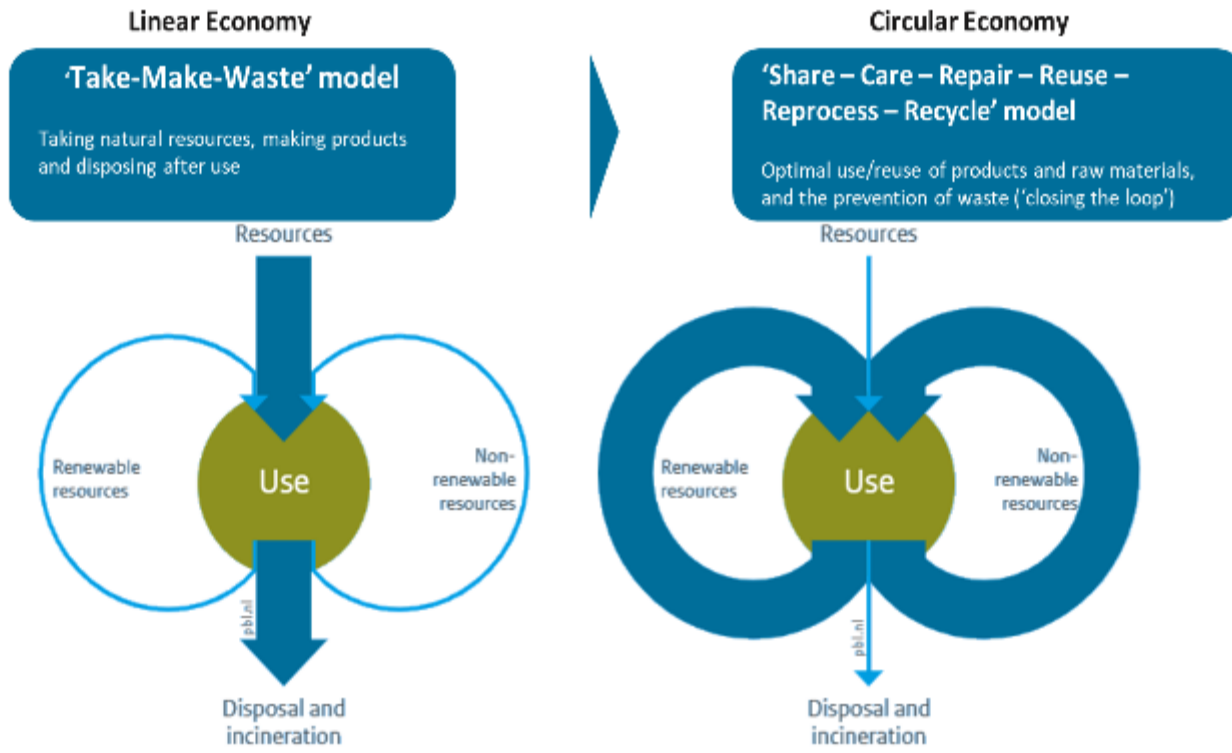 Linear Economy
'Take-Make-Waste' model
Taking natural resources, making products
and disposing after use
Resources
Renewable
resources
Use
Non-
renewable
resources
pbl.nl
Disposal and
incineration
Circular Economy
'Share – Care – Repair – Reuse –
Reprocess – Recycle' model
Optimal use/reuse of products and raw materials,
and the prevention of waste ('closing the loop')
Resources
Renewable
resources
Use
Non-
renewable
resources
pbl.nl
Disposal and
incineration